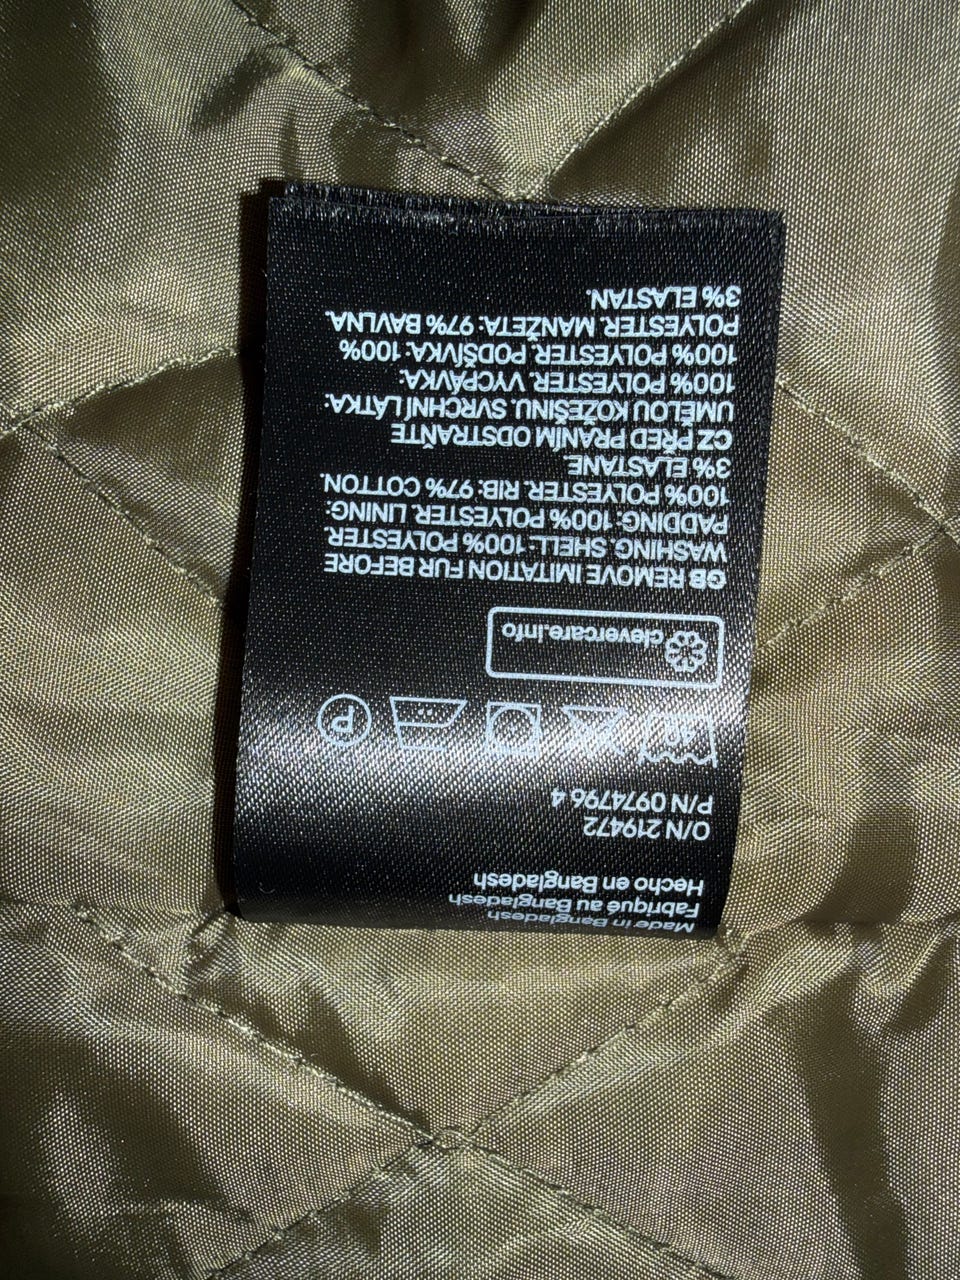 Made in Bangladesh
Fabriqué au Bangladesh
Hecho en Bangladesh
O/N 219472
P/N 0974796 4
P
clevercare.info
GB REMOVE IMITATION FUR BEFORE
WASHING. SHELL: 100% POLYESTER.
PADDING: 100% POLYESTER. LINING:
100% POLYESTER. RIB: 97% COTTON.
3% ELASTANE
CZ PŘED PRANÍM ODSTRAŇTE
UMĚLOU KOŽEŠINU. SVRCHNÍ LÁTKA:
100% POLYESTER. VYCPÁVKA:
100% POLYESTER. PODŠÍVKA: 100%
POLYESTER. MANŽETA: 97% BAVLNA.
3% ELASTAN.